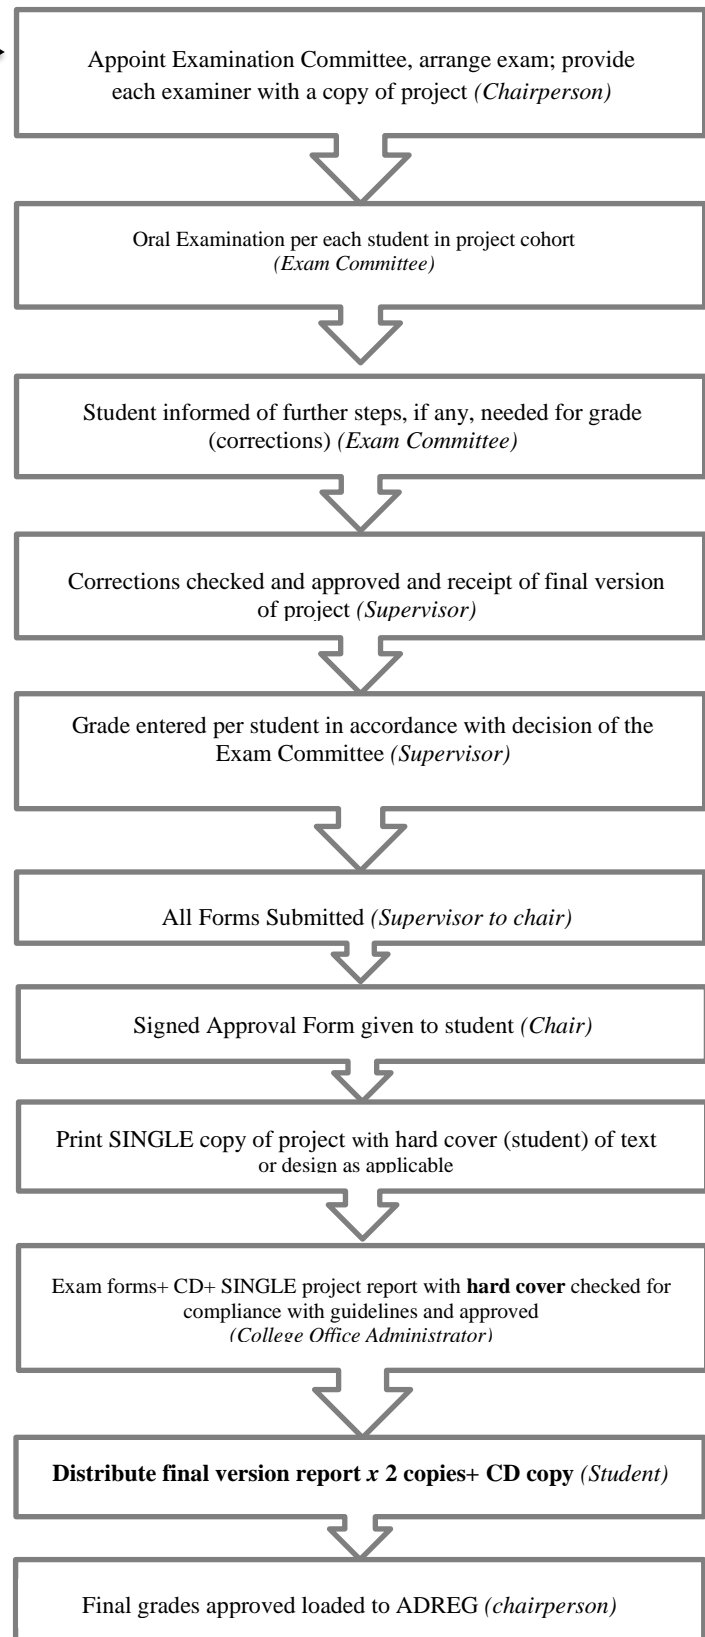 Appoint Examination Committee, arrange exam; provide
each examiner with a copy of project (Chairperson)
Oral Examination per each student in project cohort
(Exam Committee)
Student informed of further steps, if any, needed for grade
(corrections) (Exam Committee)
Corrections checked and approved and receipt of final version
of project (Supervisor)
Grade entered per student in accordance with decision of the
Exam Committee (Supervisor)
All Forms Submitted (Supervisor to chair)
Signed Approval Form given to student (Chair)
Print SINGLE copy of project with hard cover (student) of text
or design as applicable
Exam forms+ CD+ SINGLE project report with hard cover checked for
compliance with guidelines and approved
(College Office Administrator)
Distribute final version report x 2 copies+ CD copy (Student)
Final grades approved loaded to ADREG (chairperson)